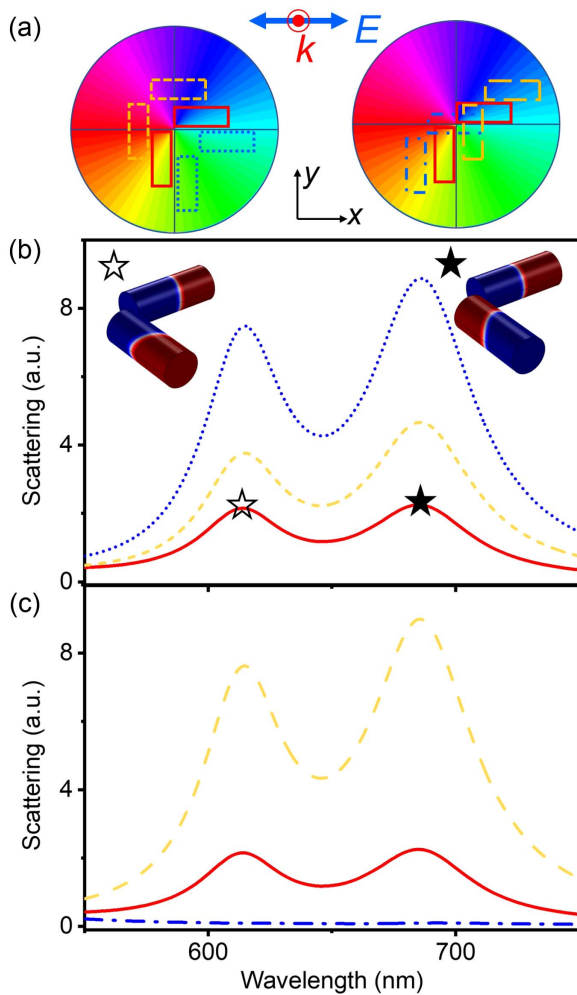 (a)
k
E
y
x
(b)
8
4
0
Scattering (a.u.)
(c)
8
4
0
Scattering (a.u.)
600
700
Wavelength (nm)